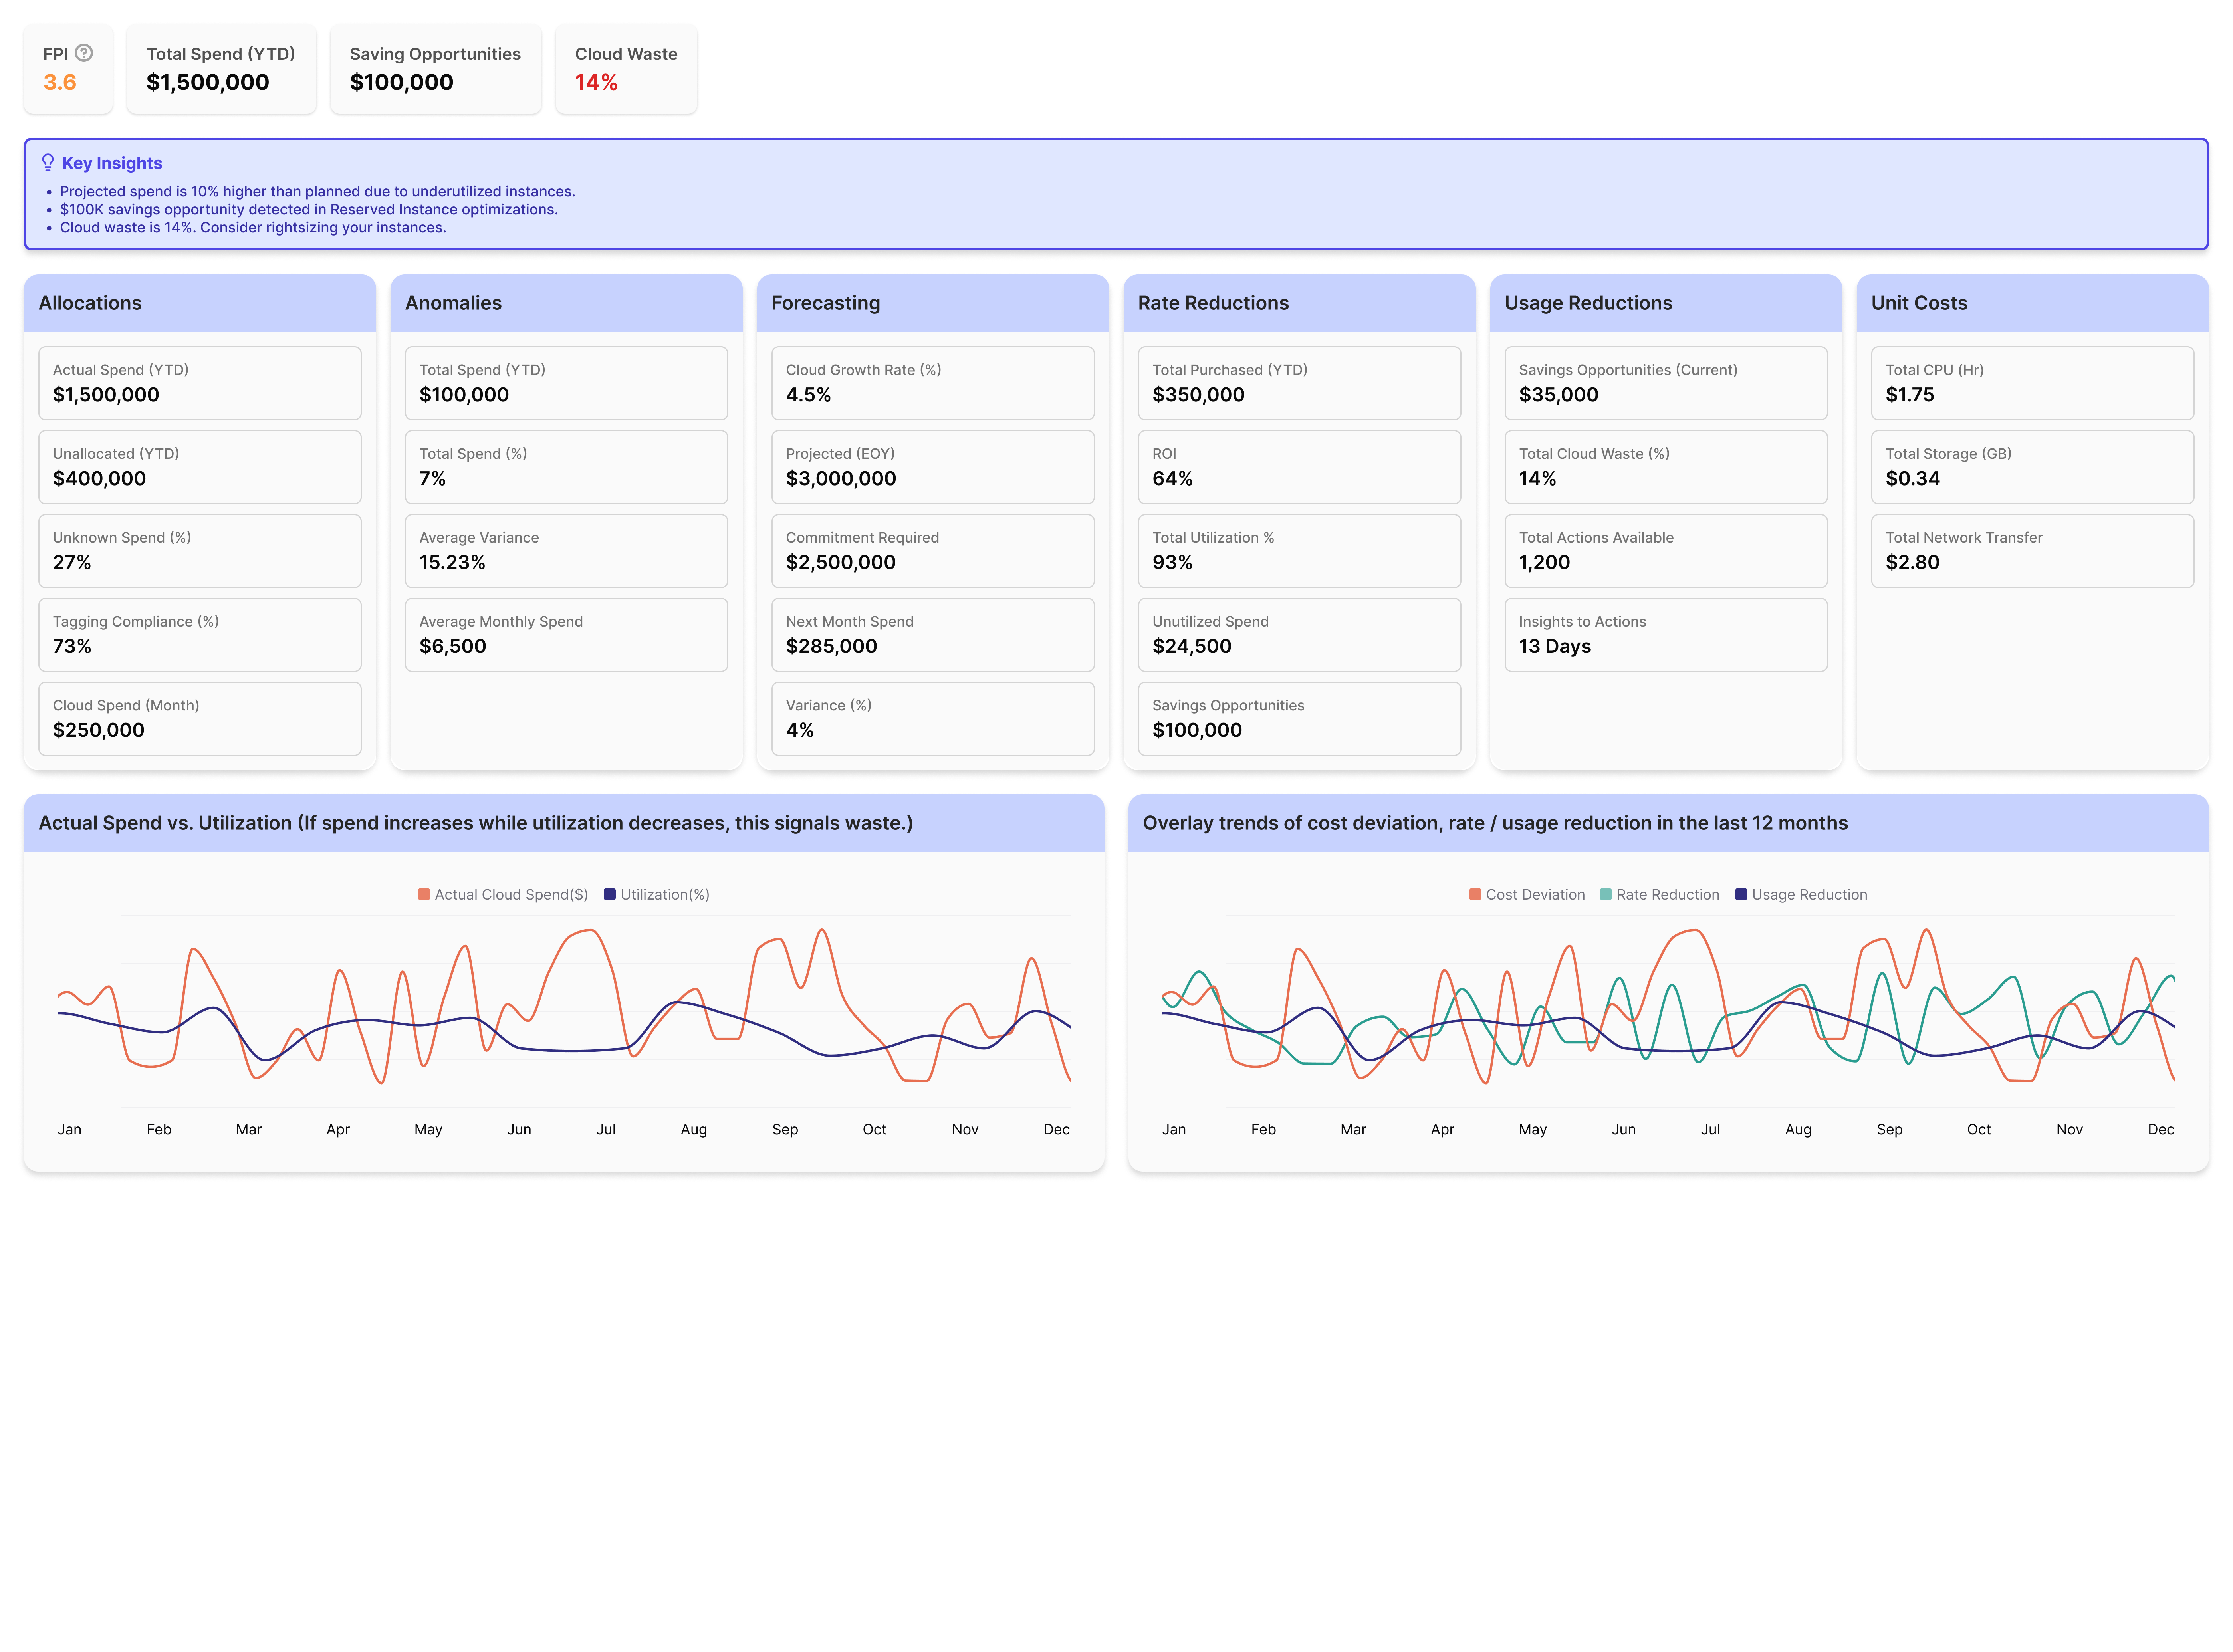 FPI
3.6
Total Spend (YTD)
$1,500,000
Saving Opportunities
$100,000
Cloud Waste
14%
Key Insights
• Projected spend is 10% higher than planned due to underutilized instances.
• $100K savings opportunity detected in Reserved Instance optimizations.
• Cloud waste is 14%. Consider rightsizing your instances.
Allocations
Actual Spend (YTD)
$1,500,000
Unallocated (YTD)
$400,000
Unknown Spend (%)
27%
Tagging Compliance (%)
73%
Cloud Spend (Month)
$250,000
Anomalies
Total Spend (YTD)
$100,000
Total Spend (%)
7%
Average Variance
15.23%
Average Monthly Spend
$6,500
Forecasting
Cloud Growth Rate (%)
4.5%
Projected (EOY)
$3,000,000
Commitment Required
$2,500,000
Next Month Spend
$285,000
Variance (%)
4%
Rate Reductions
Total Purchased (YTD)
$350,000
ROI
64%
Total Utilization %
93%
Unutilized Spend
$24,500
Savings Opportunities
$100,000
Usage Reductions
Savings Opportunities (Current)
$35,000
Total Cloud Waste (%)
14%
Total Actions Available
1,200
Insights to Actions
13 Days
Unit Costs
Total CPU (Hr)
$1.75
Total Storage (GB)
$0.34
Total Network Transfer
$2.80
Actual Spend vs. Utilization (If spend increases while utilization decreases, this signals waste.)
Actual Cloud Spend($) Utilization(%)
Jan Feb Mar Apr May Jun Jul Aug Sep Oct Nov Dec
Overlay trends of cost deviation, rate / usage reduction in the last 12 months
Cost Deviation Rate Reduction Usage Reduction
Jan Feb Mar Apr May Jun Jul Aug Sep Oct Nov Dec